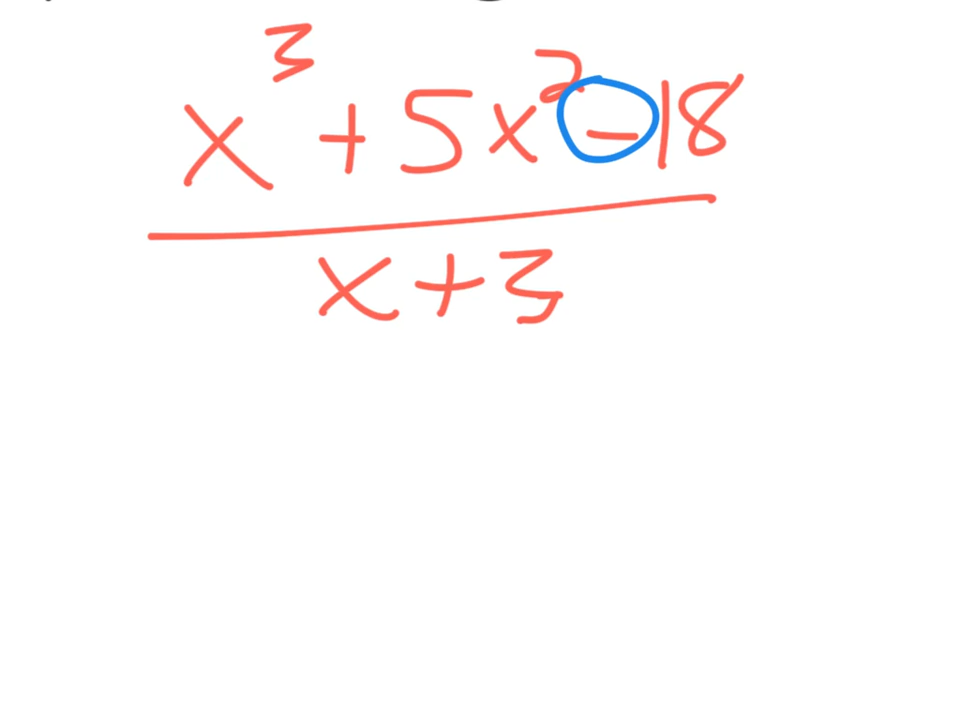 x³ + 5x² - 18
x + 3